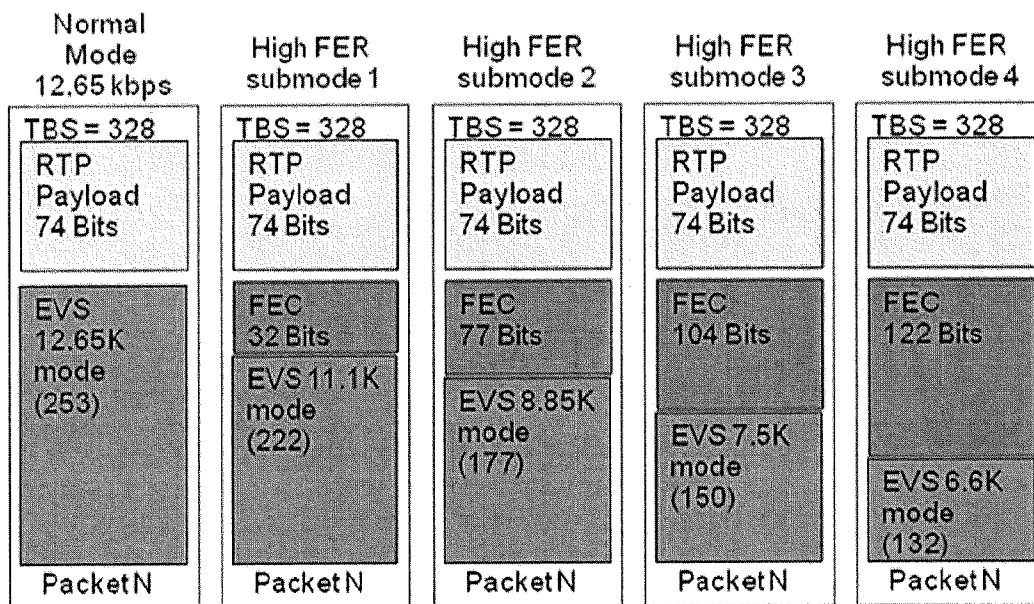 Normal
Mode
12.65 kbps
TBS = 328
RTP
Payload
74 Bits
EVS
12.65K
mode
(253)
Packet N
High FER
submode 1
TBS = 328
RTP
Payload
74 Bits
FEC
32 Bits
EVS 11.1K
mode
(222)
Packet N
High FER
submode 2
TBS = 328
RTP
Payload
74 Bits
FEC
77 Bits
EVS 8.85K
mode
(177)
Packet N
High FER
submode 3
TBS = 328
RTP
Payload
74 Bits
FEC
104 Bits
EVS 7.5K
mode
(150)
Packet N
High FER
submode 4
TBS = 328
RTP
Payload
74 Bits
FEC
122 Bits
EVS 6.6K
mode
(132)
Packet N